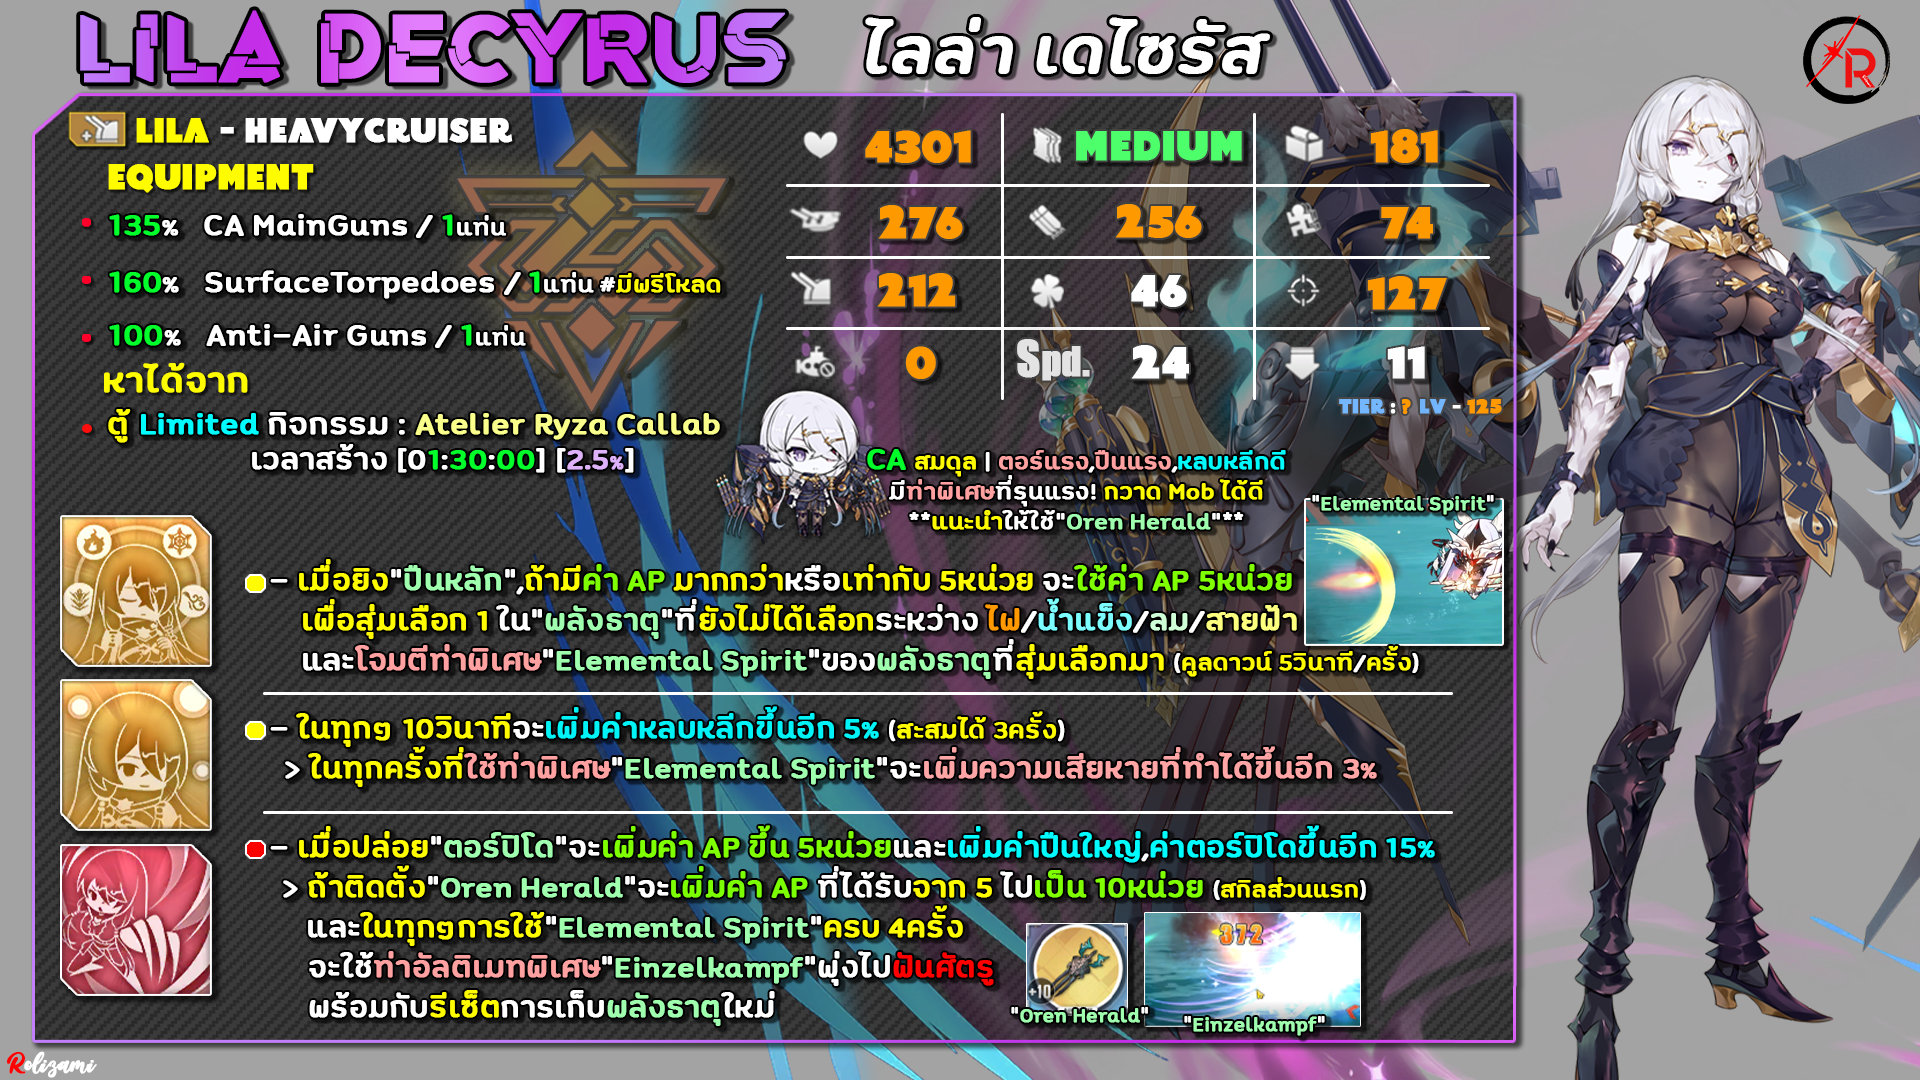 LILA DECYRUS ไลล่า เดไซรัส
R
LILA - HEAVYCRUISER
EQUIPMENT
• 135% CA MainGuns / 1แท่น
• 160% SurfaceTorpedoes / 1แท่น #มีพรีโหลด
• 100% Anti-Air Guns / 1แท่น
หาได้จาก
• ตู้ Limited กิจกรรม : Atelier Ryza Callab
เวลาสร้าง [01:30:00] [2.5%]
4301 MEDIUM 181
276 256 74
212 46 127
0 Spd. 24 11
TIER : ? LV - 125
CA สมดุล | ตอร์แรง,ปืนแรง,หลบหลีกดี
มีท่าพิเศษที่รุนแรง! กวาด Mob ได้ดี
**แนะนำให้ใช้"Oren Herald"**
"Elemental Spirit"
- เมื่อยิง"ปืนหลัก",ถ้ามีค่า AP มากกว่าหรือเท่ากับ 5หน่วย จะใช้ค่า AP 5หน่วย
เพื่อสุ่มเลือก 1 ใน"พลังธาตุ"ที่ยังไม่ได้เลือกระหว่าง ไฟ/น้ำแข็ง/ลม/สายฟ้า
และโจมตีท่าพิเศษ"Elemental Spirit"ของพลังธาตุที่สุ่มเลือกมา (คูลดาวน์ 5วินาที/ครั้ง)
- ในทุกๆ 10วินาทีจะเพิ่มค่าหลบหลีกขึ้นอีก 5% (สะสมได้ 3ครั้ง)
> ในทุกครั้งที่ใช้ท่าพิเศษ"Elemental Spirit"จะเพิ่มความเสียหายที่ทำได้ขึ้นอีก 3%
- เมื่อปล่อย"ตอร์ปิโด"จะเพิ่มค่า AP ขึ้น 5หน่วยและเพิ่มค่าปืนใหญ่,ค่าตอร์ปิโดขึ้นอีก 15%
> ถ้าติดตั้ง"Oren Herald"จะเพิ่มค่า AP ที่ได้รับจาก 5 ไปเป็น 10หน่วย (สกิลส่วนแรก)
และในทุกๆการใช้"Elemental Spirit"ครบ 4ครั้ง
จะใช้ท่าอัลติเมทพิเศษ"Einzelkampf"พุ่งไปฟันศัตรู
พร้อมกับรีเซ็ตการเก็บพลังธาตุใหม่
+10
"Oren Herald"
372
"Einzelkampf"
Rolizami